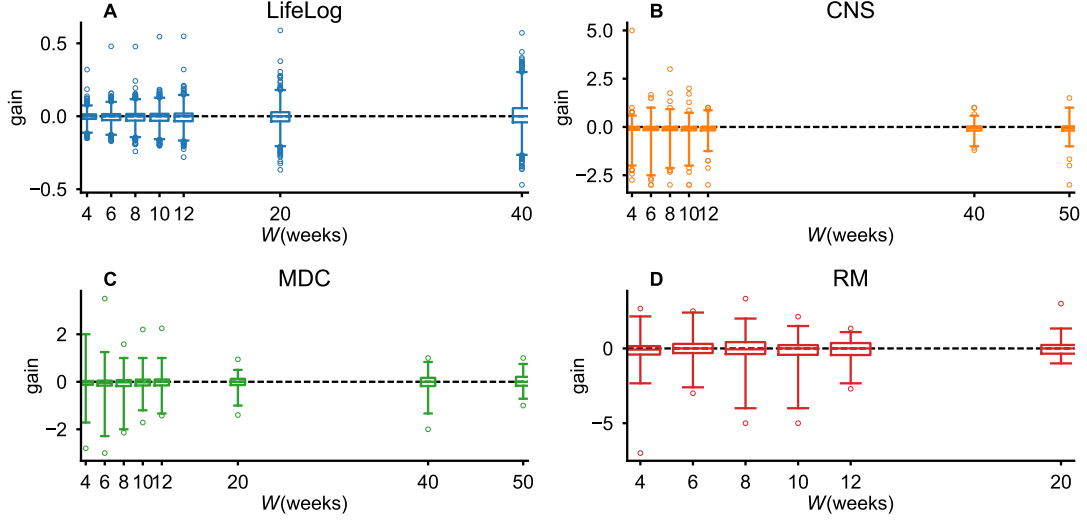 A LifeLog
gain
0.5
0.0
−0.5
4 6 8 10 12 20 40
W(weeks)
B CNS
gain
5.0
2.5
0.0
−2.5
4 6 8 10 12 40 50
W(weeks)
C MDC
gain
2
0
−2
4 6 8 10 12 20 40 50
W(weeks)
D RM
gain
0
−5
4 6 8 10 12 20
W(weeks)